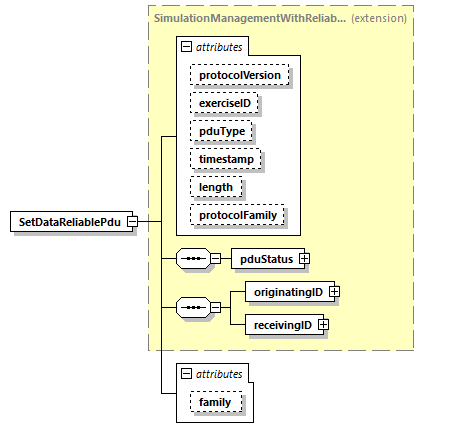 SimulationManagementWithReliab... (extension)
attributes
protocolVersion
exerciseID
pduType
timestamp
length
protocolFamily
SetDataReliablePdu
pduStatus
originatingID
receivingID
attributes
family